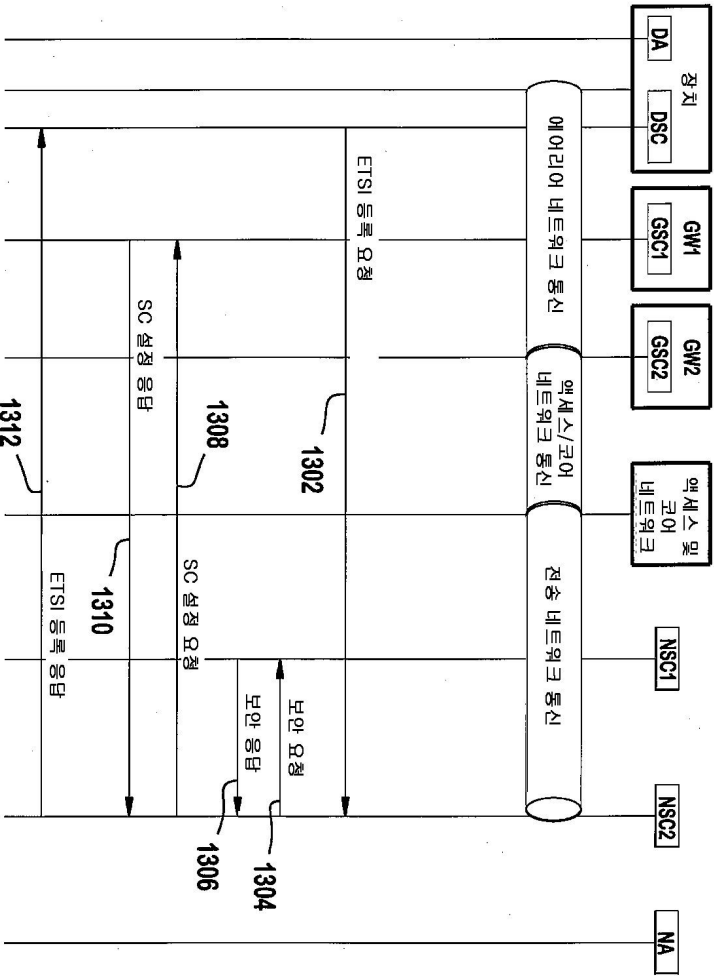 장치
DA
DSC
GW1
GSC1
GW2
GSC2
액세스 및
코어
네트워크
NSC1
NSC2
NA
에어리어 네트워크 통신
액세스/코어
네트워크 통신
전송 네트워크 통신
ETSI 등록 요청
1302
보안 요청
1304
보안 응답
1306
SC 설정 요청
1308
SC 설정 응답
1310
ETSI 등록 응답
1312